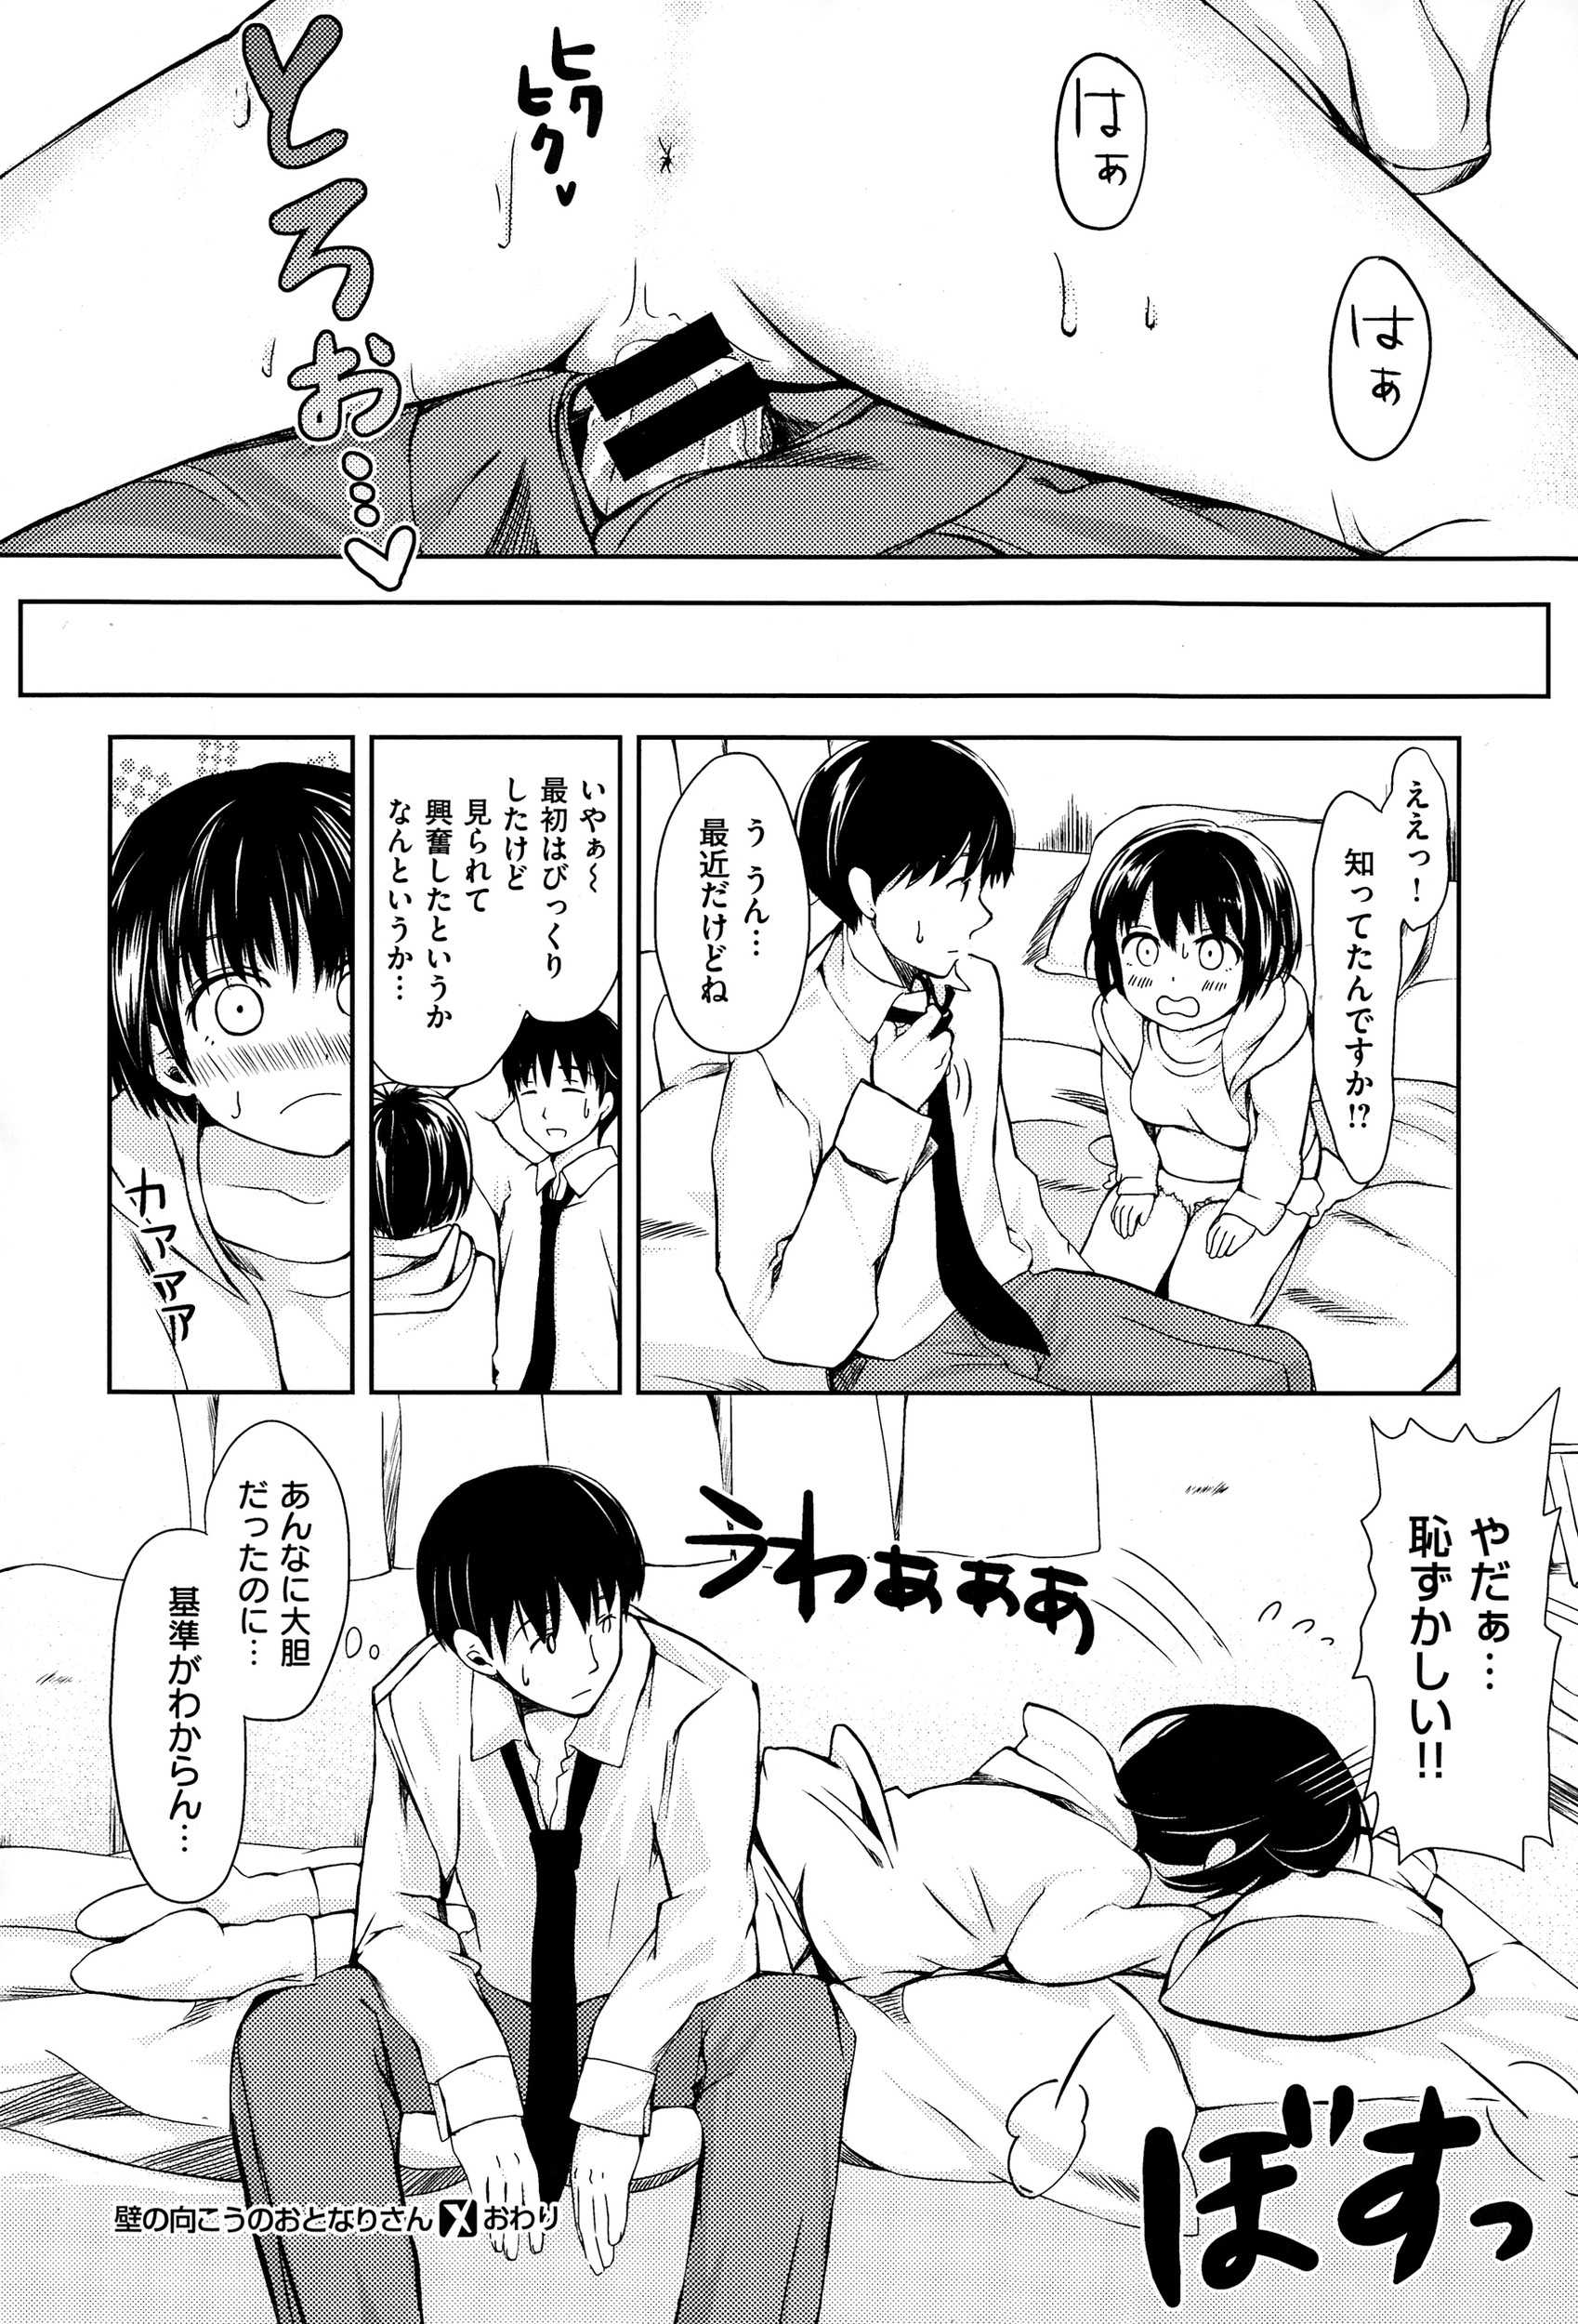 はぁ
はぁ
ヒク
ヒク
とろぉ…
ええっ！
知ってたんですか!?
う うん…
最近だけどね
いやぁ～
最初はびっくり
したけど
見られて
興奮したというか
なんというか…
カァァァァ
やだぁ…
恥ずかしい!!
うわぁぁぁぁ
ぼすっ
あんなに大胆
だったのに…
基準がわからん…
壁の向こうのおとなりさん X おわり